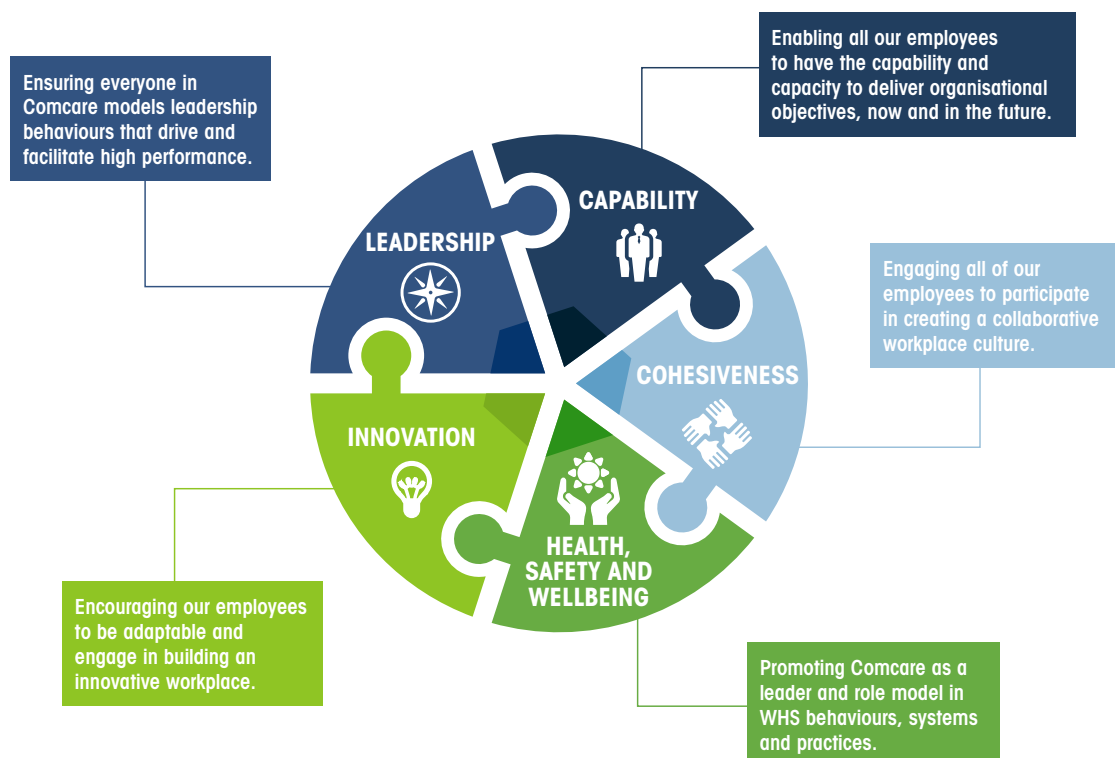 Enabling all our employees
to have the capability and
capacity to deliver organisational
objectives, now and in the future.
Ensuring everyone in
Comcare models leadership
behaviours that drive and
facilitate high performance.
CAPABILITY
LEADERSHIP
Engaging all of our
employees to participate
in creating a collaborative
workplace culture.
COHESIVENESS
INNOVATION
HEALTH,
SAFETY AND
WELLBEING
Encouraging our employees
to be adaptable and
engage in building an
innovative workplace.
Promoting Comcare as a
leader and role model in
WHS behaviours, systems
and practices.